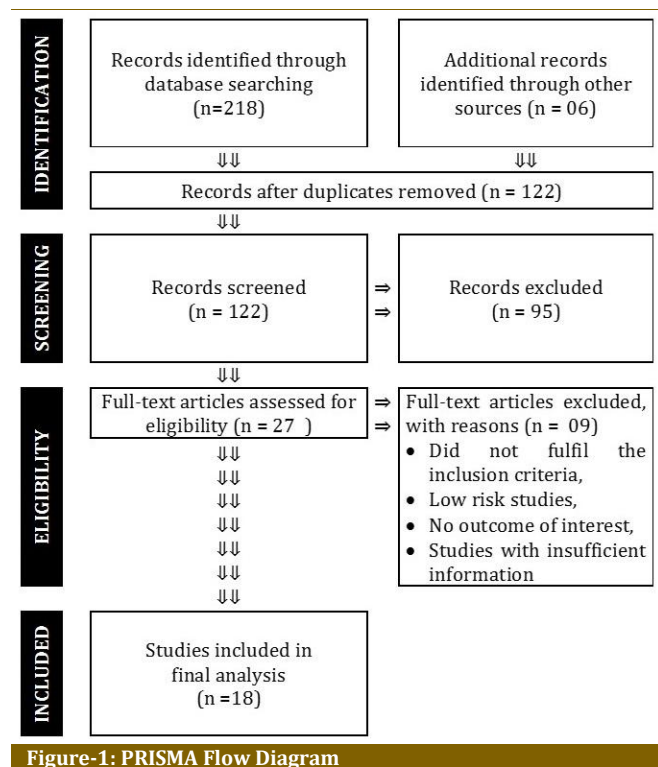 IDENTIFICATION
Records identified through
database searching
(n=218)
Additional records
identified through other
sources (n = 06)
⇓⇓
⇓⇓
Records after duplicates removed (n = 122)
⇓⇓
SCREENING
Records screened
(n = 122)
⇒
⇒
Records excluded
(n = 95)
⇓⇓
ELIGIBILITY
Full-text articles assessed for
eligibility (n = 27 )
⇒
⇒
Full-text articles excluded,
with reasons (n = 09)
• Did not fulfil the
inclusion criteria,
• Low risk studies,
• No outcome of interest,
• Studies with insufficient
information
⇓⇓
⇓⇓
⇓⇓
⇓⇓
⇓⇓
⇓⇓
⇓⇓
INCLUDED
Studies included in
final analysis
(n =18)
Figure-1: PRISMA Flow Diagram